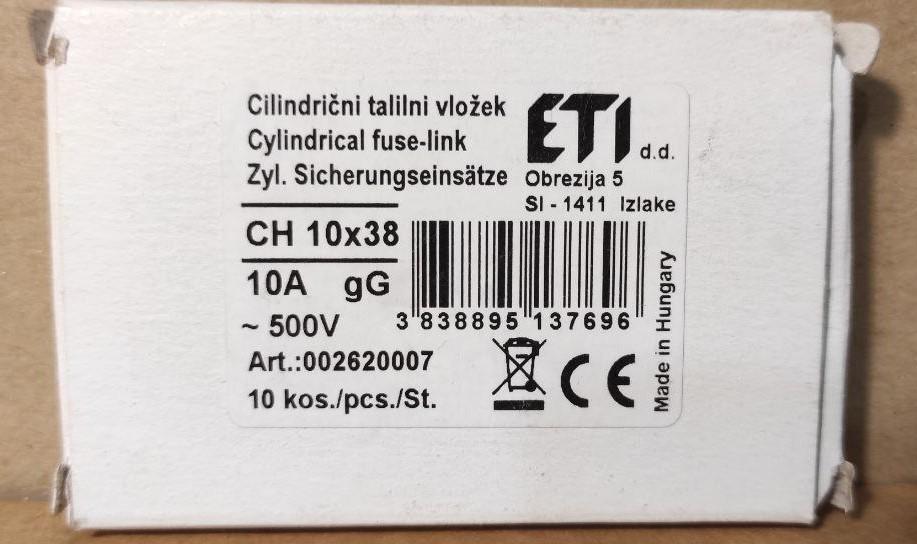 Cilindrični talilni vložek
Cylindrical fuse-link
Zyl. Sicherungseinsätze
ETI d.d.
Obrezija 5
SI - 1411 Izlake
CH 10x38
10A gG
~ 500V
Art.:002620007
10 kos./pcs./St.
3 838895 137696
CE
Made in Hungary